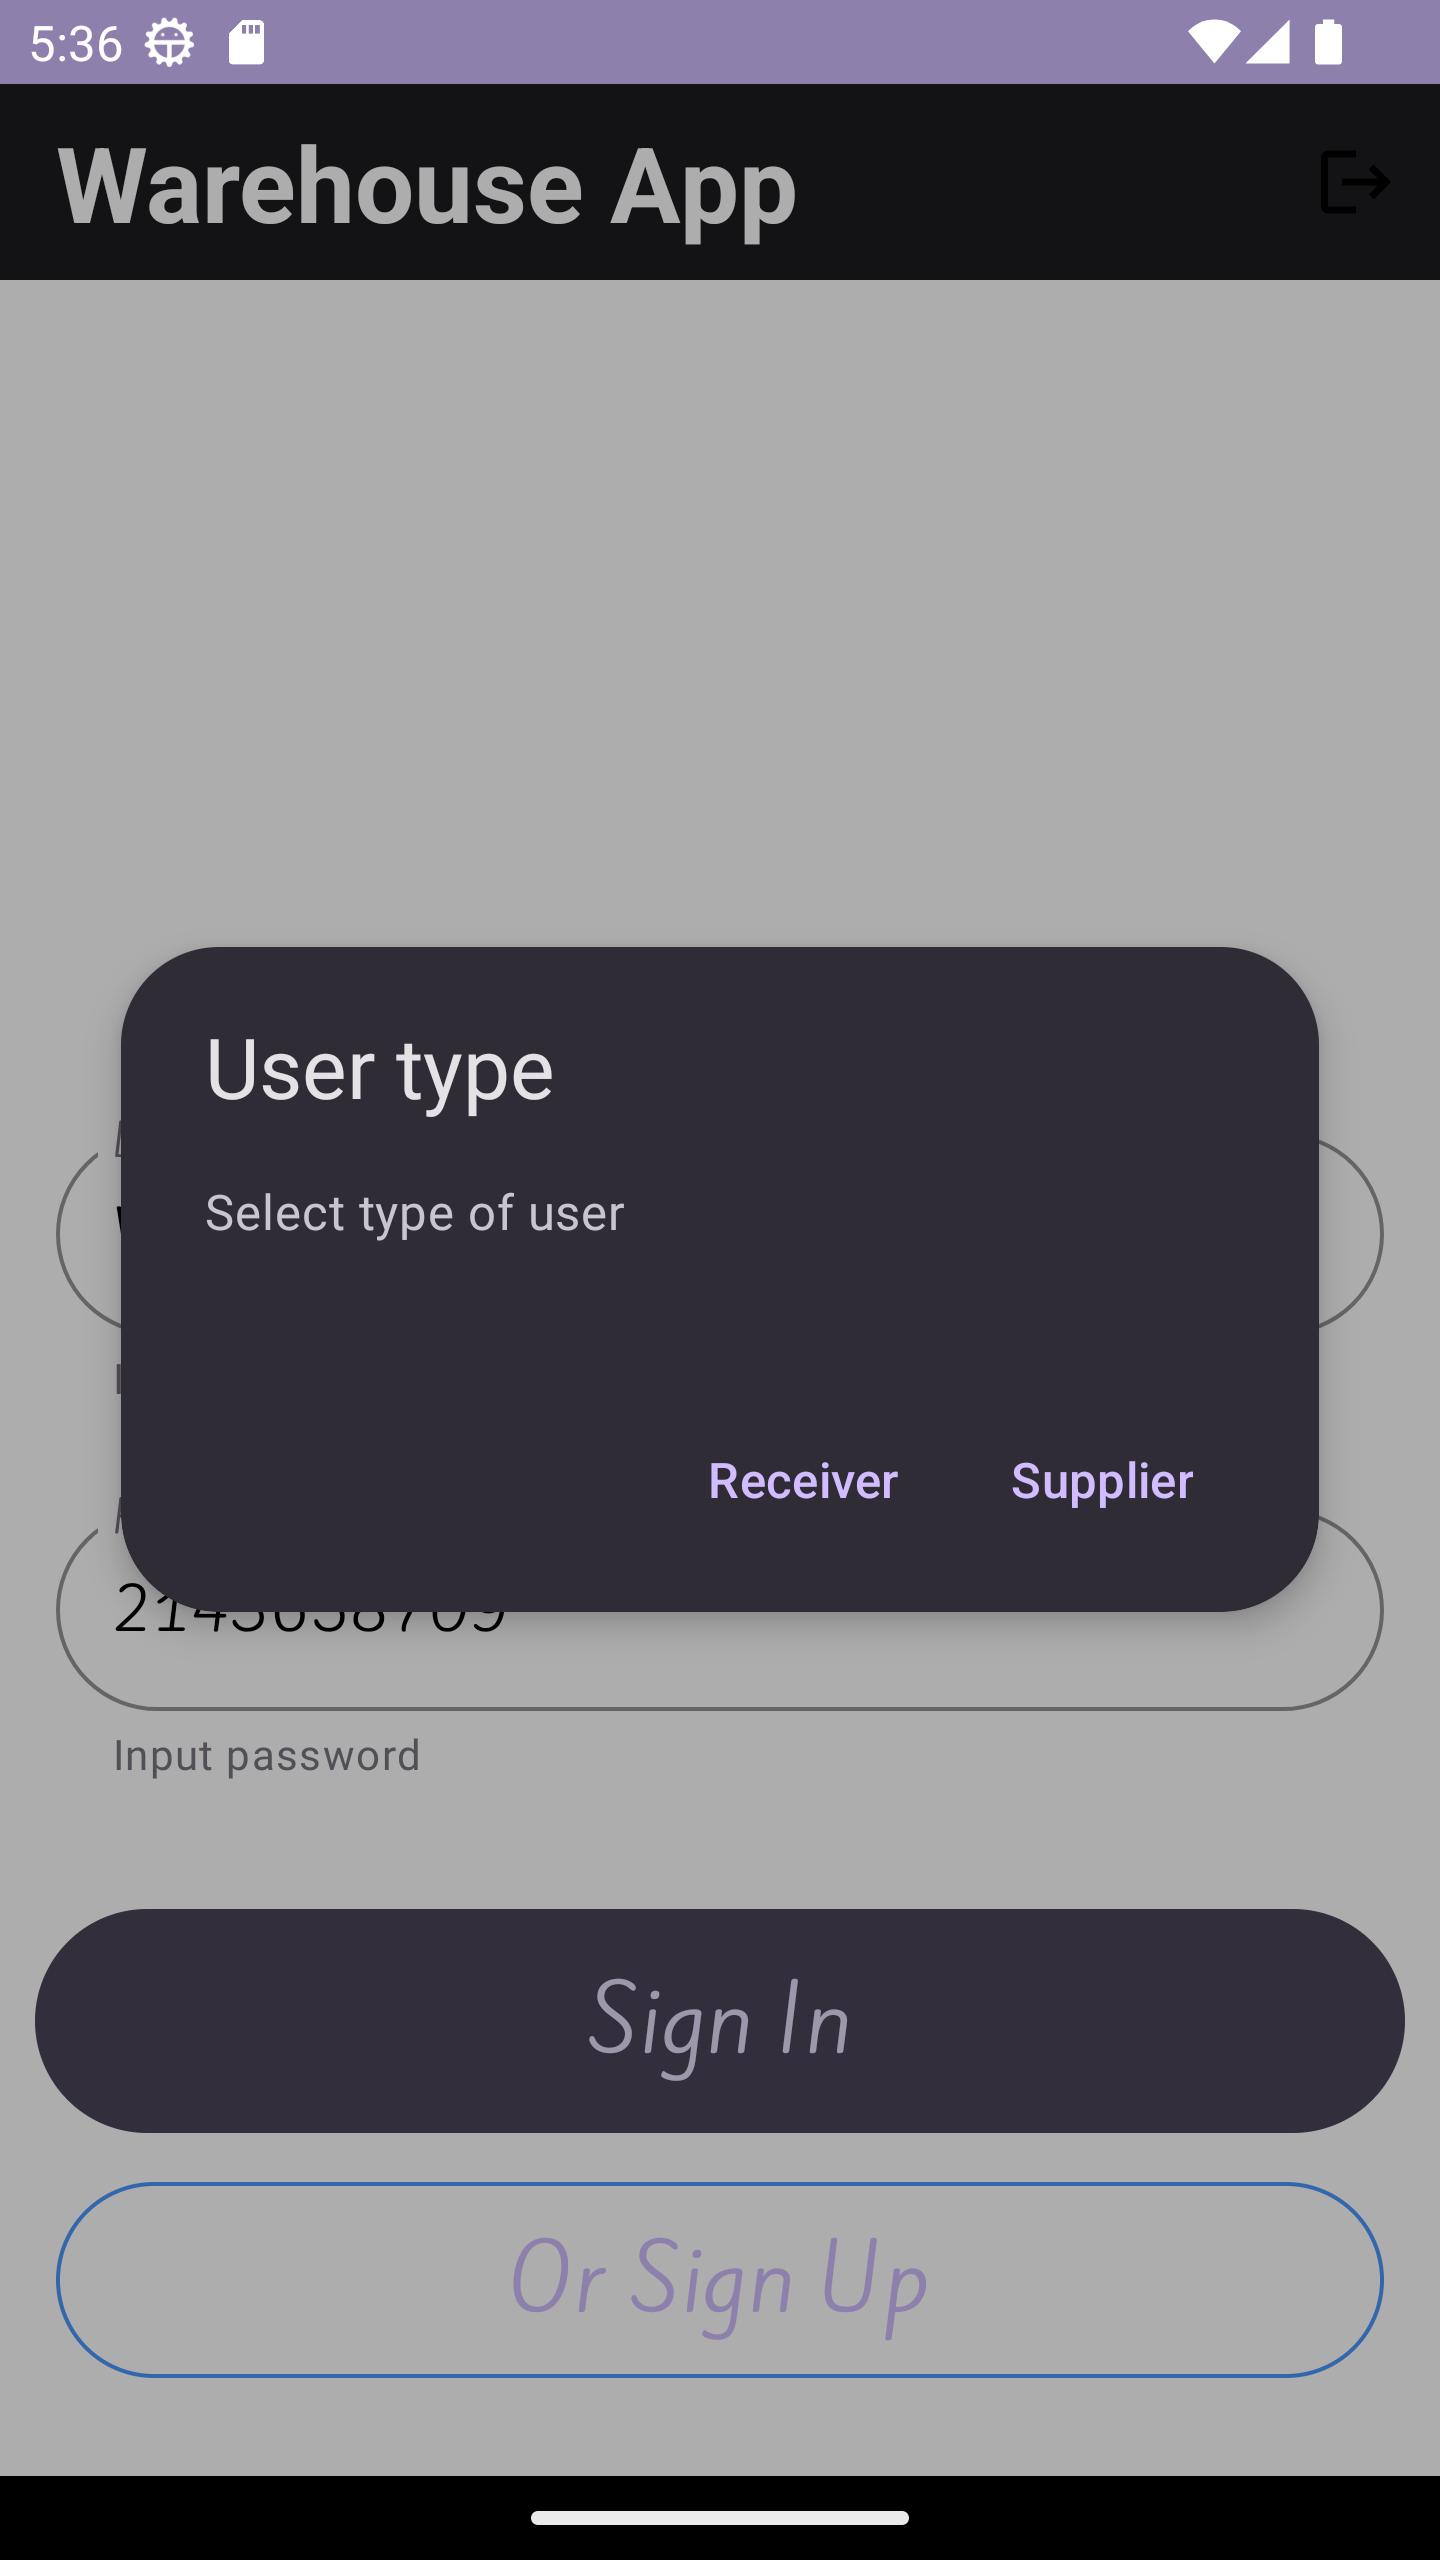 5:36
Warehouse App
User type
Select type of user
Receiver Supplier
Input password
Sign In
Or Sign Up